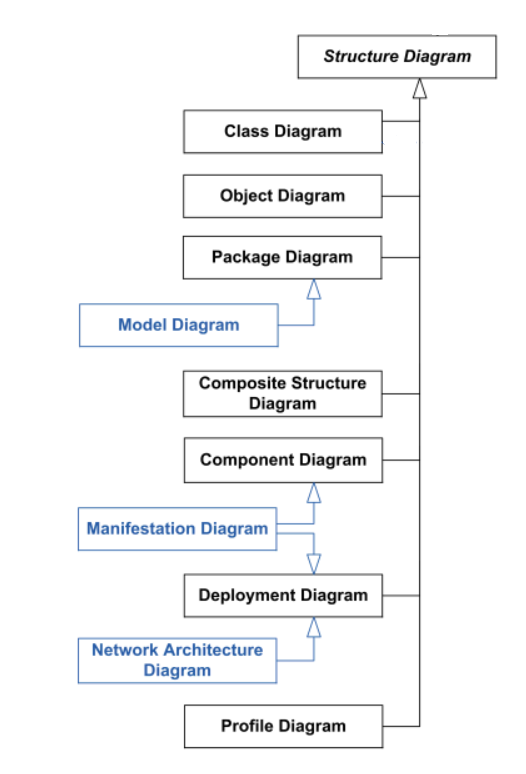 Structure Diagram
Class Diagram
Object Diagram
Package Diagram
Model Diagram
Composite Structure
Diagram
Component Diagram
Manifestation Diagram
Deployment Diagram
Network Architecture
Diagram
Profile Diagram